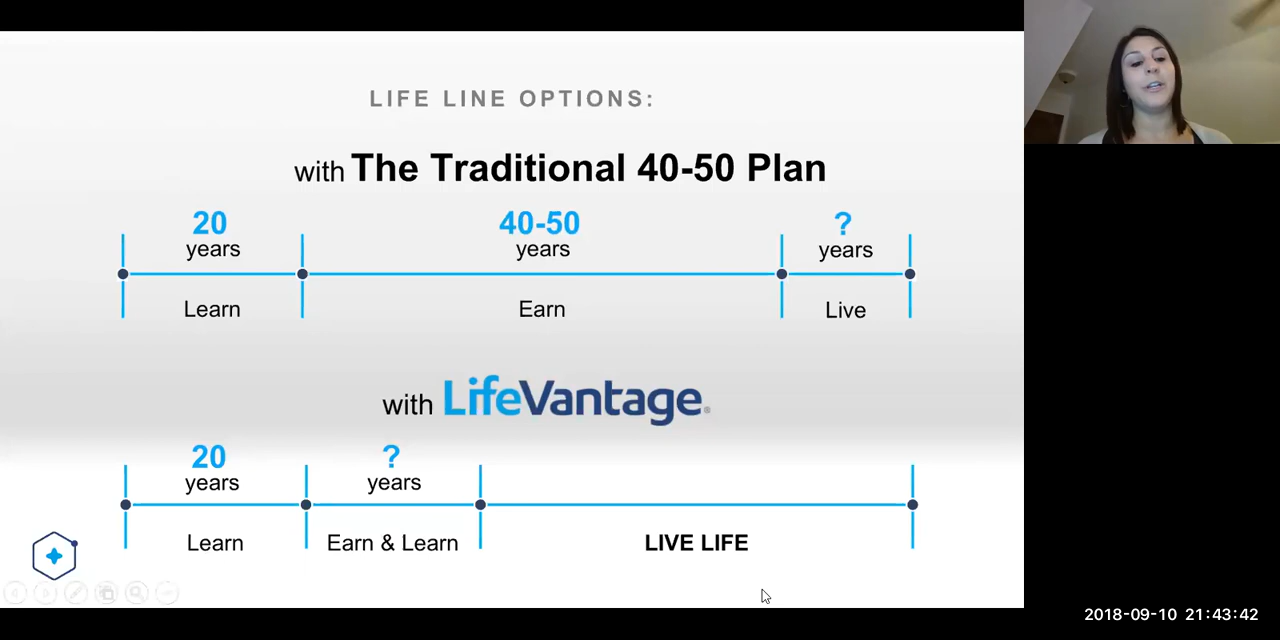 LIFE LINE OPTIONS:
with The Traditional 40-50 Plan
20 40-50 ?
years years years
Learn Earn Live
with LifeVantage®
20 ?
years years
Learn Earn & Learn LIVE LIFE
2018-09-10 21:43:42